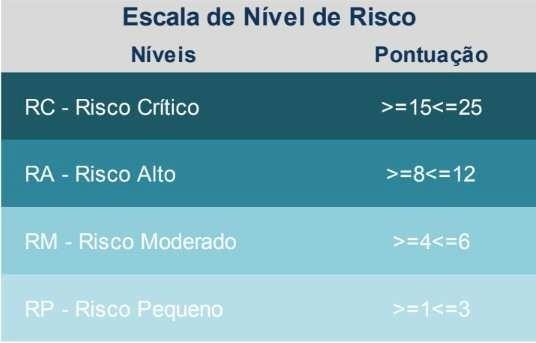 Escala de Nível de Risco
Níveis Pontuação
RC - Risco Crítico >=15<=25
RA - Risco Alto >=8<=12
RM - Risco Moderado >=4<=6
RP - Risco Pequeno >=1<=3